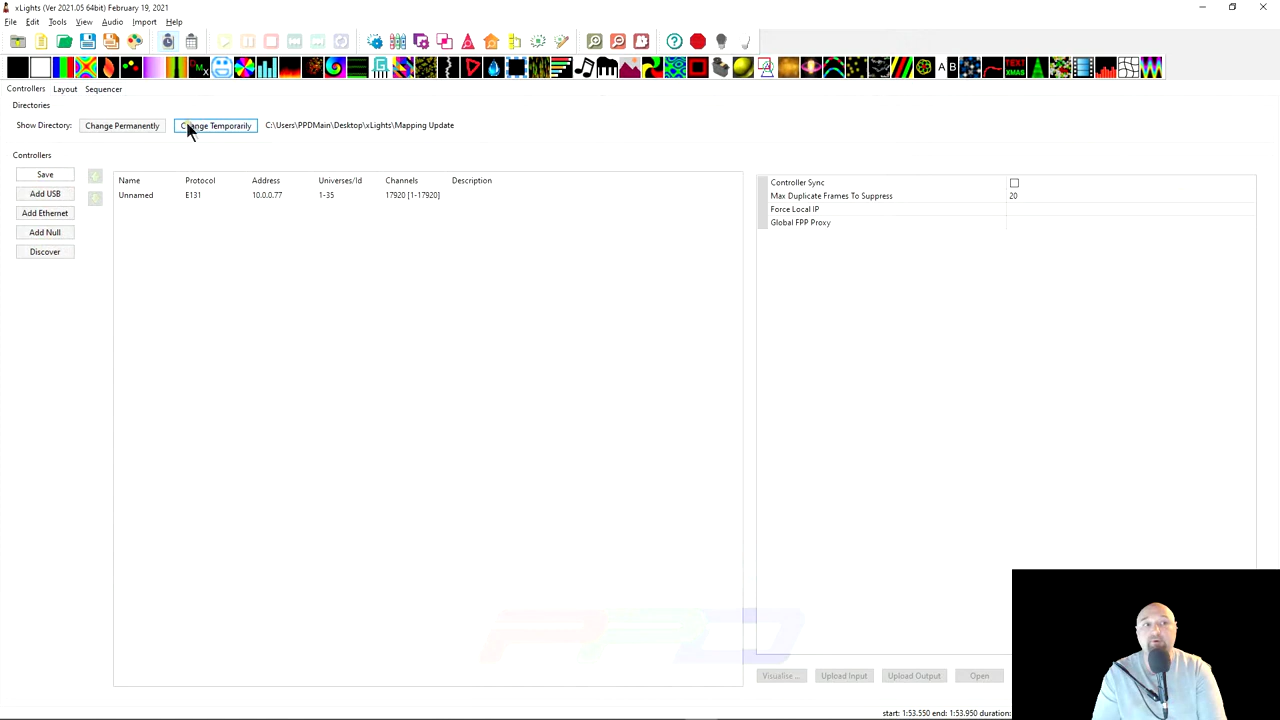 xLights (Ver 2021.05 64bit) February 19, 2021
File Edit Tools View Audio Import Help
Controllers Layout Sequencer
Directories
Show Directory: Change Permanently Change Temporarily C:\Users\PPDMain\Desktop\xLights\Mapping Update
Controllers
Save
Add USB
Add Ethernet
Add Null
Discover
Name Protocol Address Universes/Id Channels Description
Unnamed E131 10.0.0.77 1-35 17920 [1-17920]
Controller Sync
Max Duplicate Frames To Suppress 20
Force Local IP
Global FPP Proxy
PPD
Visualise ... Upload Input Upload Output Open
start: 1:53.550 end: 1:53.950 duration: